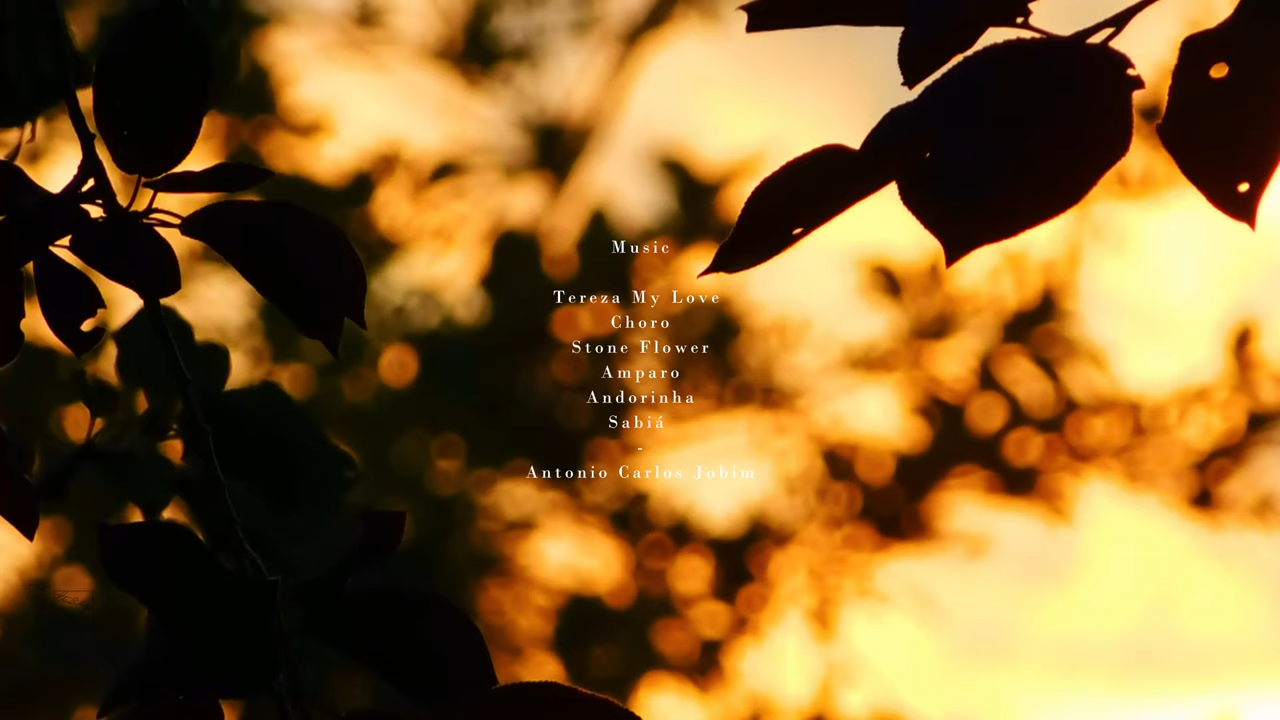 Music
Tereza My Love
Choro
Stone Flower
Amparo
Andorinha
Sabiá
-
Antonio Carlos Jobim